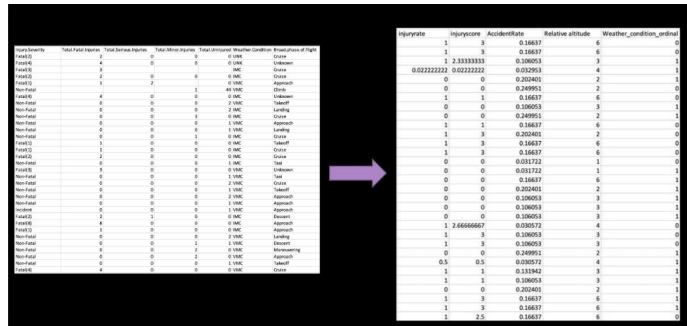 Injury.Severity Total.Fatal.Injuries Total.Serious.Injuries Total.Minor.Injuries Total.Uninjured Weather.Condition Broad.phase.of.flight
Fatal(2) 2 0 0 0 UNK Cruise
Fatal(4) 4 0 0 0 UNK Unknown
Fatal(3) 3 IMC Cruise
Fatal(2) 2 0 0 0 IMC Cruise
Fatal(1) 1 2 0 VMC Approach
Non-Fatal 1 44 VMC Climb
Fatal(4) 4 0 0 0 IMC Unknown
Non-Fatal 0 0 0 2 VMC Takeoff
Non-Fatal 0 0 0 2 IMC Landing
Non-Fatal 0 0 3 0 IMC Cruise
Non-Fatal 0 0 0 1 VMC Approach
Non-Fatal 0 0 0 1 VMC Landing
Non-Fatal 0 0 1 0 IMC Cruise
Fatal(1) 1 0 0 0 IMC Takeoff
Fatal(1) 1 0 0 0 IMC Cruise
Fatal(2) 2 0 0 0 IMC Cruise
Non-Fatal 0 0 0 1 IMC Taxi
Fatal(3) 3 0 0 0 VMC Unknown
Non-Fatal 0 0 0 1 VMC Taxi
Non-Fatal 0 0 0 2 VMC Cruise
Non-Fatal 0 0 0 1 VMC Takeoff
Non-Fatal 0 0 0 2 VMC Approach
Non-Fatal 0 0 0 1 VMC Approach
Incident 0 0 0 1 VMC Approach
Fatal(2) 2 1 0 0 IMC Descent
Fatal(8) 8 0 0 0 IMC Approach
Fatal(1) 1 0 0 0 IMC Approach
Non-Fatal 0 0 0 2 VMC Landing
Non-Fatal 0 0 1 1 VMC Descent
Non-Fatal 0 0 2 0 VMC Maneuvering
Non-Fatal 0 0 0 VMC Approach
Non-Fatal 0 0 0 1 VMC Takeoff
Fatal(4) 4 0 0 0 VMC Cruise
injuryrate injuryscore AccidentRate Relative altitude Weather_condition_ordinal
1 3 0.16637 6 0
1 3 0.16637 6 0
1 2.33333333 0.106053 3 1
0.022222222 0.02222222 0.032953 4 1
0 0 0.202401 2 1
0 0 0.249951 2 0
1 1 0.16637 6 0
0 0 0.106053 3 1
0 0 0.249951 2 1
1 1 0.16637 6 0
1 3 0.202401 2 0
1 3 0.16637 6 0
1 3 0.16637 6 0
0 0 0.031722 1 0
0 0 0.031722 1 1
0 0 0.16637 6 1
0 0 0.202401 2 1
0 0 0.106053 3 1
0 0 0.106053 3 1
0 0 0.106053 3 1
1 2.66666667 0.030572 4 0
1 3 0.106053 3 0
1 3 0.106053 3 0
0 0 0.249951 2 1
0.5 0.5 0.030572 4 1
1 1 0.131942 3 1
1 1 0.106053 3 1
0 0 0.202401 2 1
1 3 0.16637 6 1
1 3 0.16637 6 1
1 2.5 0.16637 6 0